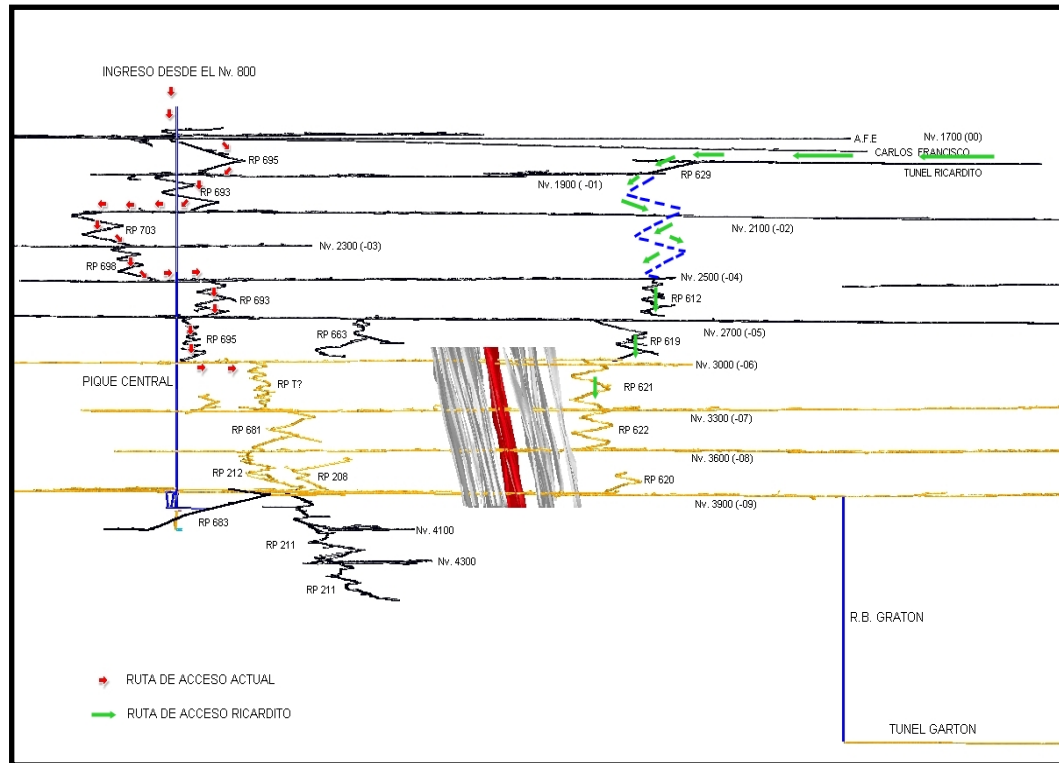 INGRESO DESDE EL Nv. 800
A.F.E
Nv. 1700 (00)
CARLOS FRANCISCO
RP 695
TUNEL RICARDITO
RP 629
Nv. 1900 (-01)
RP 693
Nv. 2100 (-02)
RP 703
Nv. 2300 (-03)
RP 698
Nv. 2500 (-04)
RP 693
RP 612
Nv. 2700 (-05)
RP 695
RP 663
RP 619
Nv. 3000 (-06)
PIQUE CENTRAL
RP T?
RP 621
Nv. 3300 (-07)
RP 681
RP 622
Nv. 3600 (-08)
RP 212
RP 208
RP 620
Nv. 3900 (-09)
RP 683
Nv. 4100
RP 211
Nv. 4300
RP 211
R.B. GRATON
RUTA DE ACCESO ACTUAL
RUTA DE ACCESO RICARDITO
TUNEL GARTON